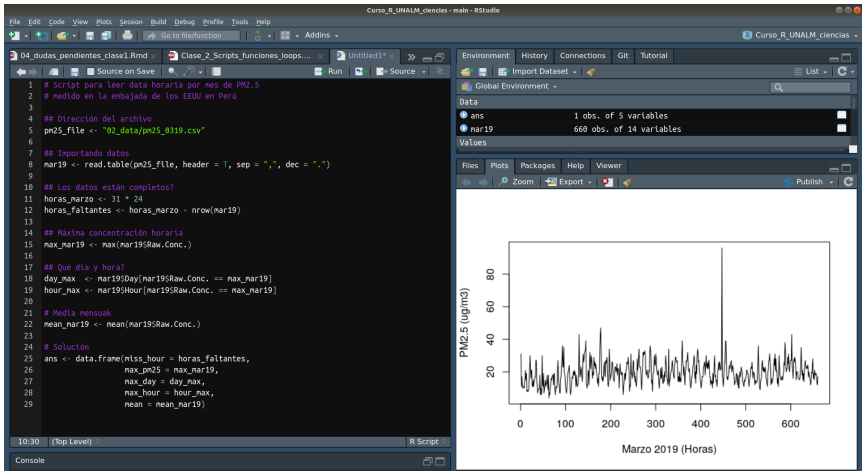 Curso_R_UNALM_ciencias - main - RStudio
File Edit Code View Plots Session Build Debug Profile Tools Help
Go to file/function Addins
Curso_R_UNALM_ciencias
04_dudas_pendientes_clase1.Rmd Clase_2_Scripts_funciones_loops.... Untitled1*
Source on Save Run Source
1 # Script para leer data horaria por mes de PM2.5
2 # medido en la embajada de los EEUU en Perú
3
4 ## Dirección del archivo
5 pm25_file <- "02_data/pm25_0319.csv"
6
7 ## Importando datos
8 mar19 <- read.table(pm25_file, header = T, sep = ",", dec = ".")
9
10 ## Los datos están completos?
11 horas_marzo <- 31 * 24
12 horas_faltantes <- horas_marzo - nrow(mar19)
13
14 ## Máxima concentración horaria
15 max_mar19 <- max(mar19$Raw.Conc.)
16
17 ## Qué dia y hora?
18 day_max <- mar19$Day[mar19$Raw.Conc. == max_mar19]
19 hour_max <- mar19$Hour[mar19$Raw.Conc. == max_mar19]
20
21 # Media mensuak
22 mean_mar19 <- mean(mar19$Raw.Conc.)
23
24 # Solución
25 ans <- data.frame(miss_hour = horas_faltantes,
26 max_pm25 = max_mar19,
27 max_day = day_max,
28 max_hour = hour_max,
29 mean = mean_mar19)
10:30 (Top Level) R Script
Console
Environment History Connections Git Tutorial
Import Dataset List
Global Environment
Data
ans 1 obs. of 5 variables
mar19 660 obs. of 14 variables
Values
Files Plots Packages Help Viewer
Zoom Export Publish
PM2.5 (ug/m3)
80
60
40
20
0 100 200 300 400 500 600
Marzo 2019 (Horas)